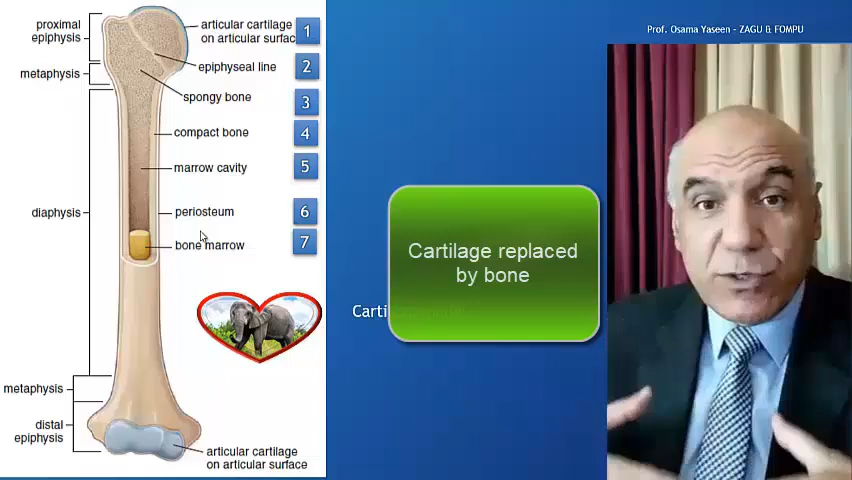 proximal
epiphysis
articular cartilage
on articular surfac
1
epiphyseal line
2
metaphysis
spongy bone
3
compact bone
4
marrow cavity
5
diaphysis
periosteum
6
bone marrow
7
metaphysis
distal
epiphysis
articular cartilage
on articular surface
Prof. Osama Yaseen - ZAGU & FOMPU
Cartilage replaced
by bone
Carti